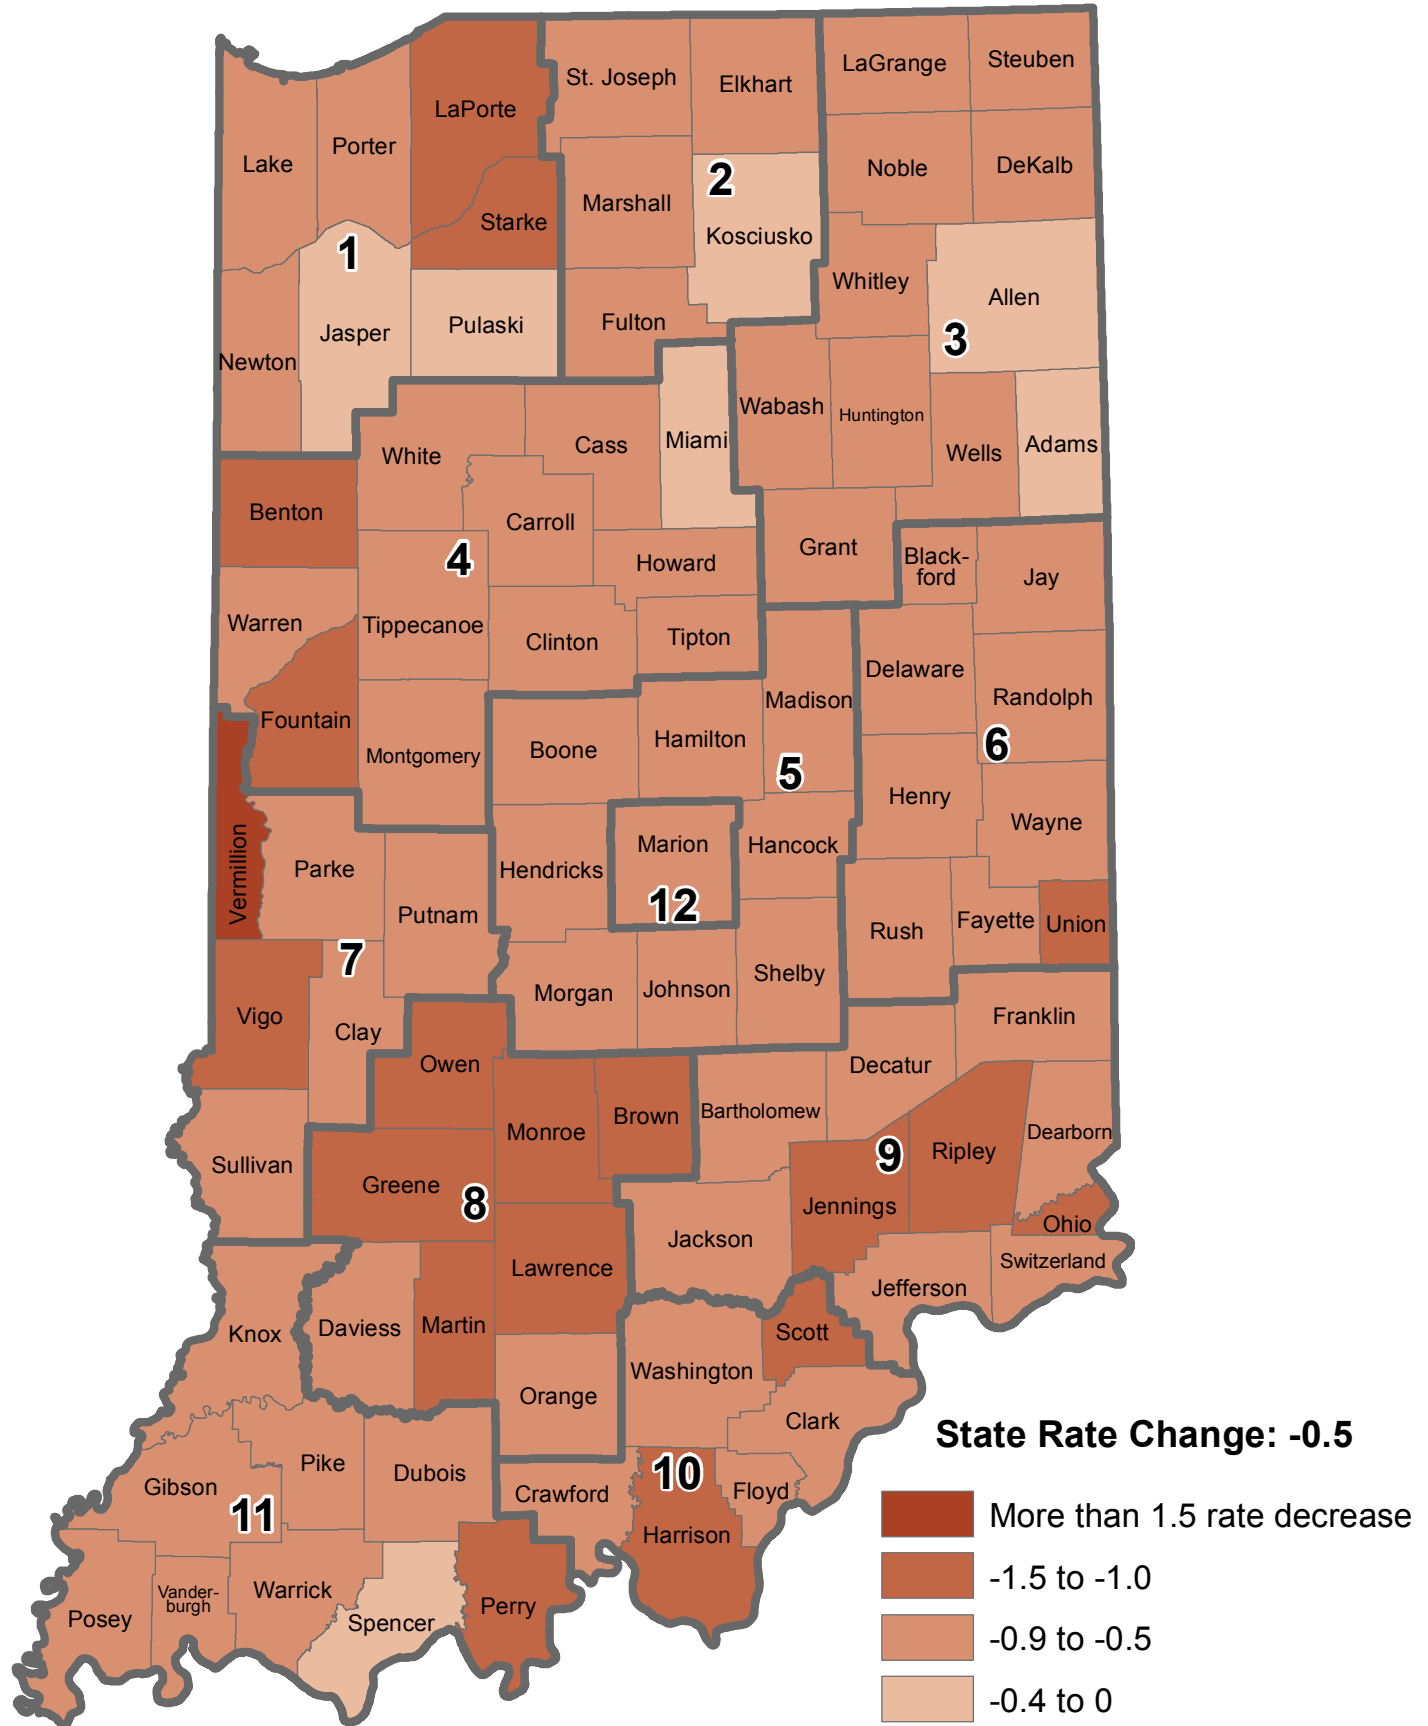 St. Joseph
Elkhart
LaGrange
Steuben
LaPorte
Lake
Porter
Noble
DeKalb
2
Marshall
Starke
Kosciusko
1
Whitley
Allen
Jasper
Pulaski
Fulton
3
Newton
Wabash
Huntington
White
Cass
Miami
Wells
Adams
Benton
Carroll
Grant
Black-
ford
Jay
4
Howard
Warren
Tippecanoe
Clinton
Tipton
Delaware
Randolph
Madison
Fountain
Montgomery
Boone
Hamilton
5
6
Henry
Wayne
Vermillion
Parke
Hendricks
Marion
Hancock
12
Putnam
Rush
Fayette
Union
7
Vigo
Clay
Morgan
Johnson
Shelby
Franklin
Owen
Decatur
Monroe
Brown
Bartholomew
Dearborn
Sullivan
Greene
8
9
Ripley
Jennings
Jackson
Ohio
Lawrence
Switzerland
Jefferson
Knox
Daviess
Martin
Scott
Washington
Orange
Clark
Pike
Dubois
10
Gibson
11
Crawford
Floyd
Harrison
Posey
Vander-
burgh
Warrick
Spencer
Perry
State Rate Change: -0.5
More than 1.5 rate decrease
-1.5 to -1.0
-0.9 to -0.5
-0.4 to 0